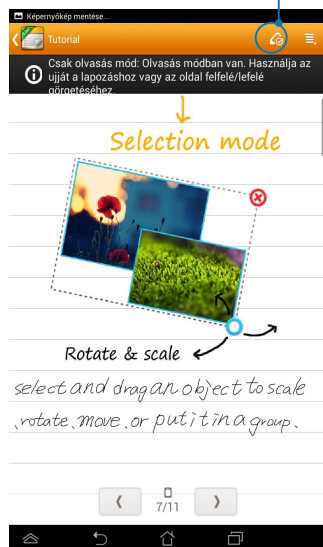 Képernyőkép mentése...
Tutorial
Csak olvasás mód: Olvasás módban van. Használja az
ujját a lapozáshoz vagy az oldal felfelé/lefelé
görgetéséhez.
Selection mode
Rotate & scale
select and drag an object to scale
、rotate、move、or put it in a group、
7/11